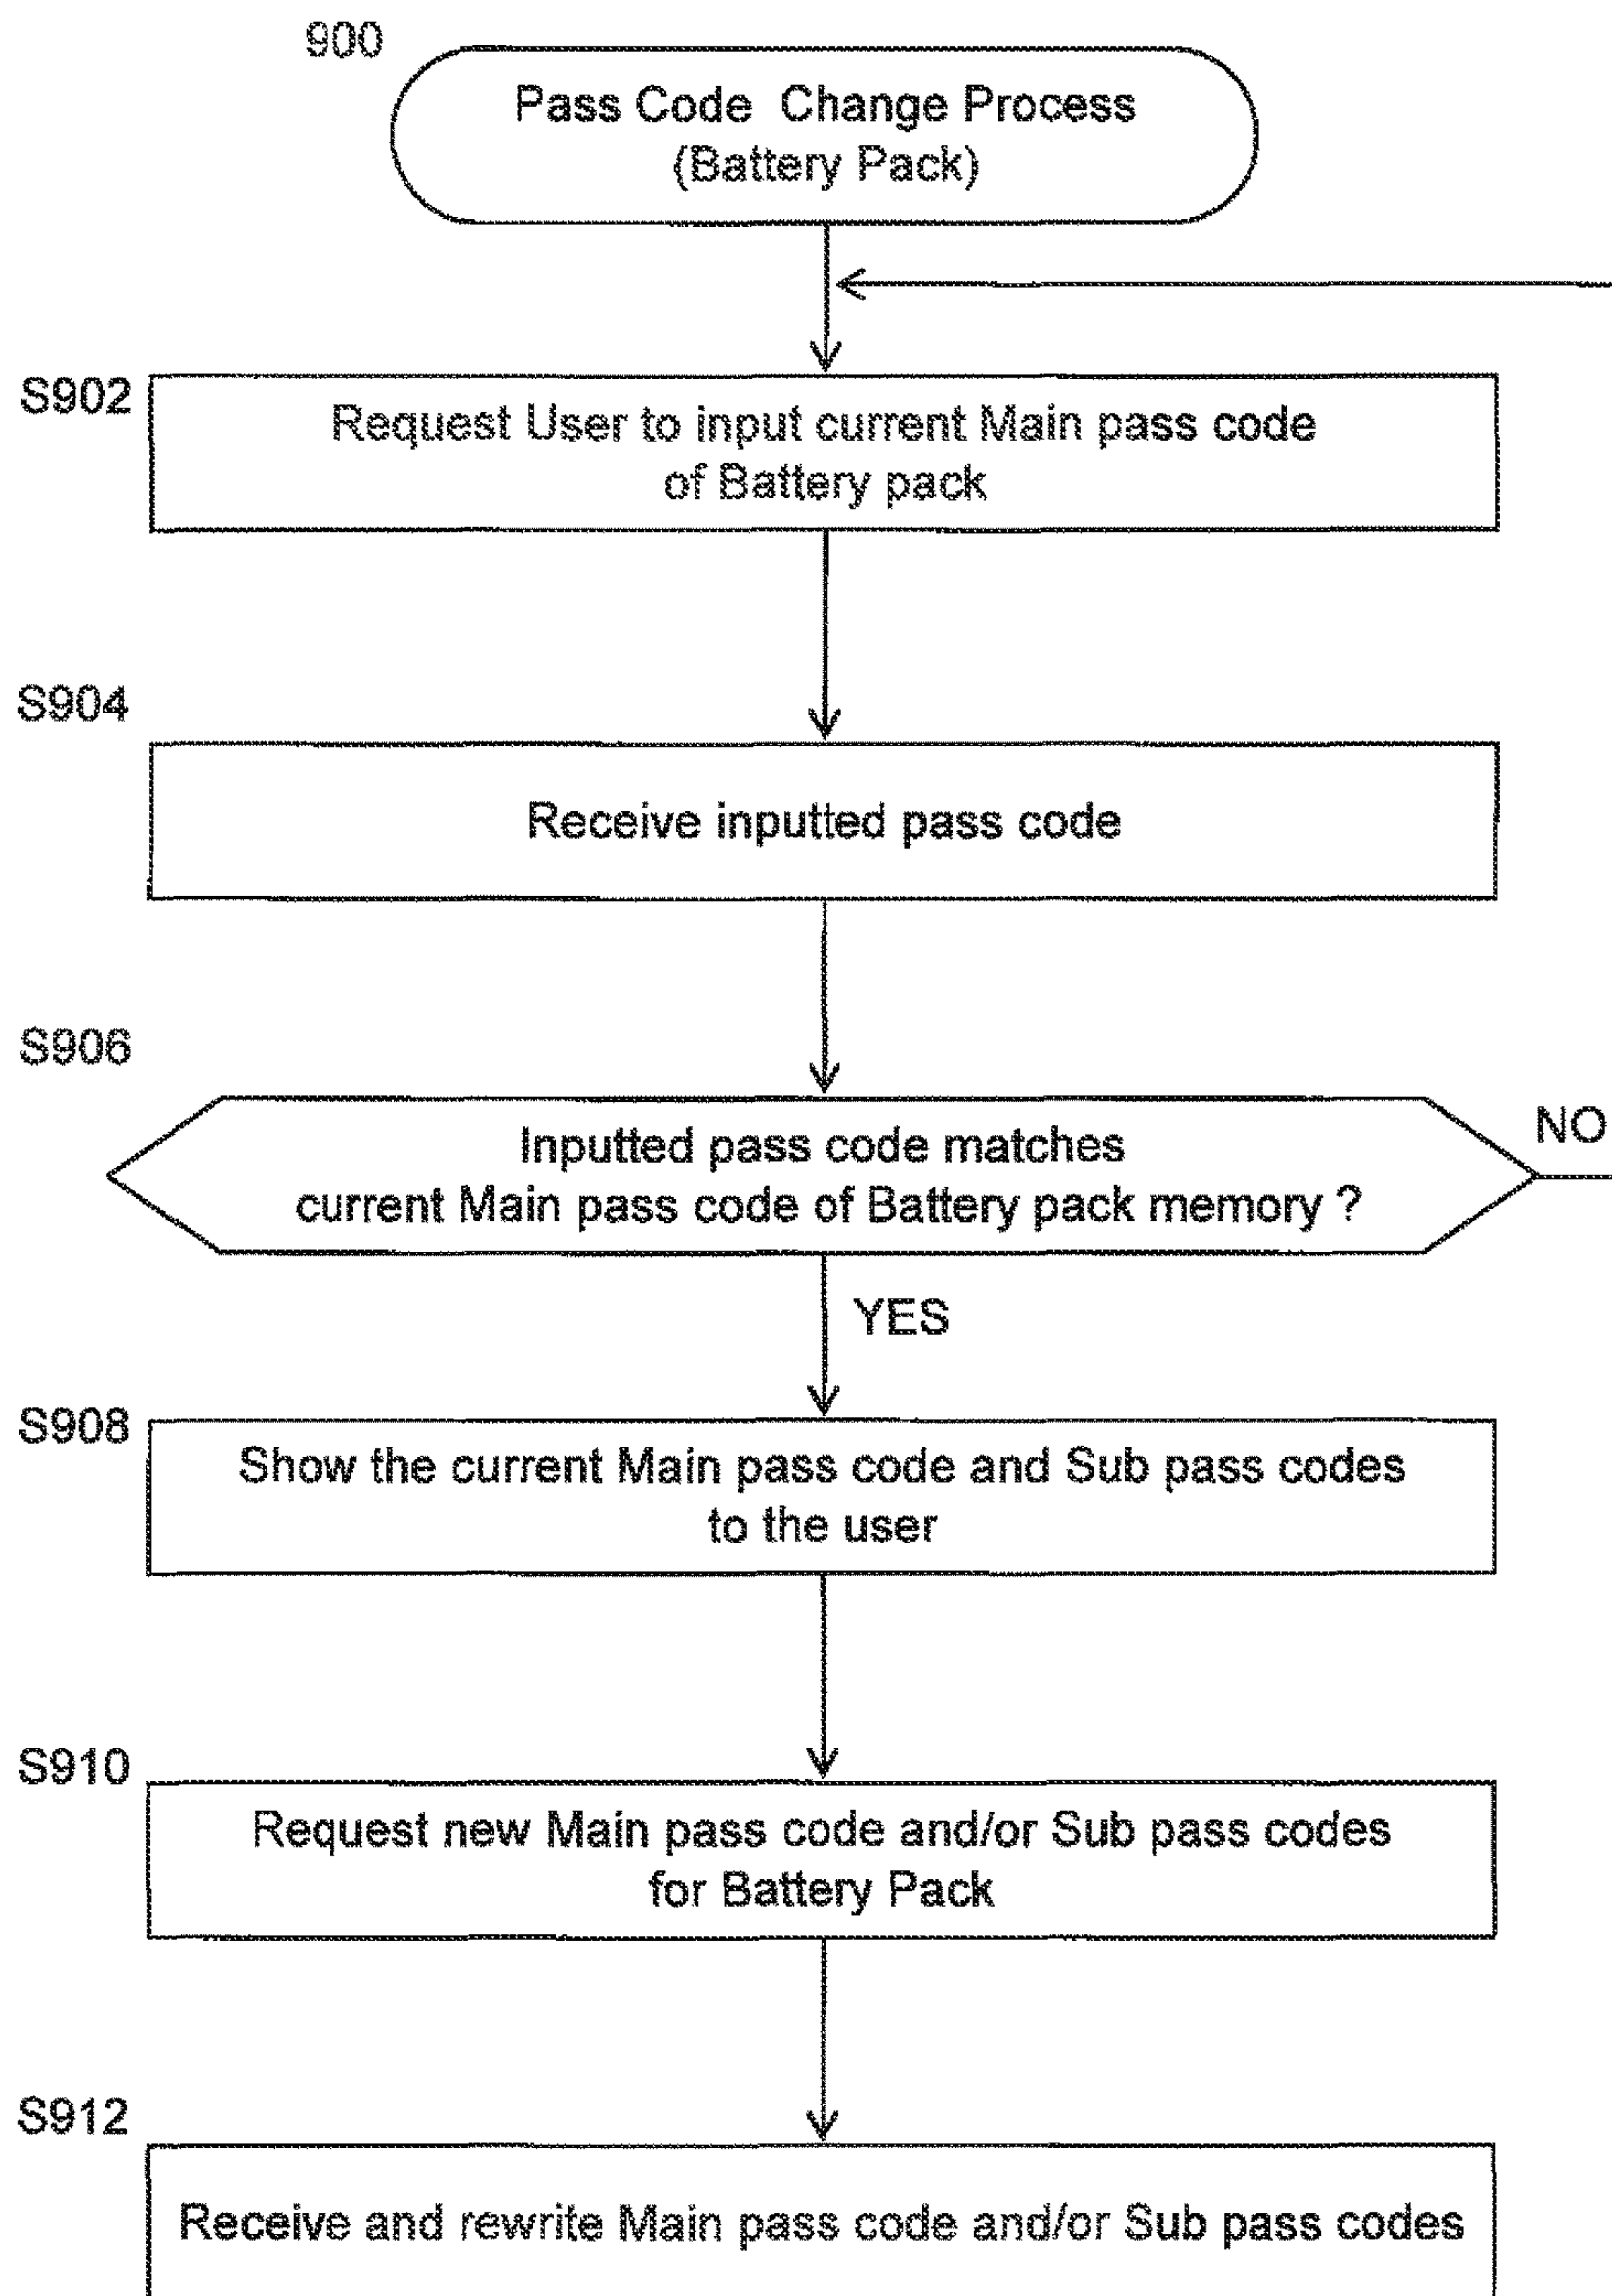 900
Pass Code Change Process
(Battery Pack)
S902
Request User to input current Main pass code
of Battery pack
S904
Receive inputted pass code
S906
Inputted pass code matches
current Main pass code of Battery pack memory ?
NO
YES
S908
Show the current Main pass code and Sub pass codes
to the user
S910
Request new Main pass code and/or Sub pass codes
for Battery Pack
S912
Receive and rewrite Main pass code and/or Sub pass codes